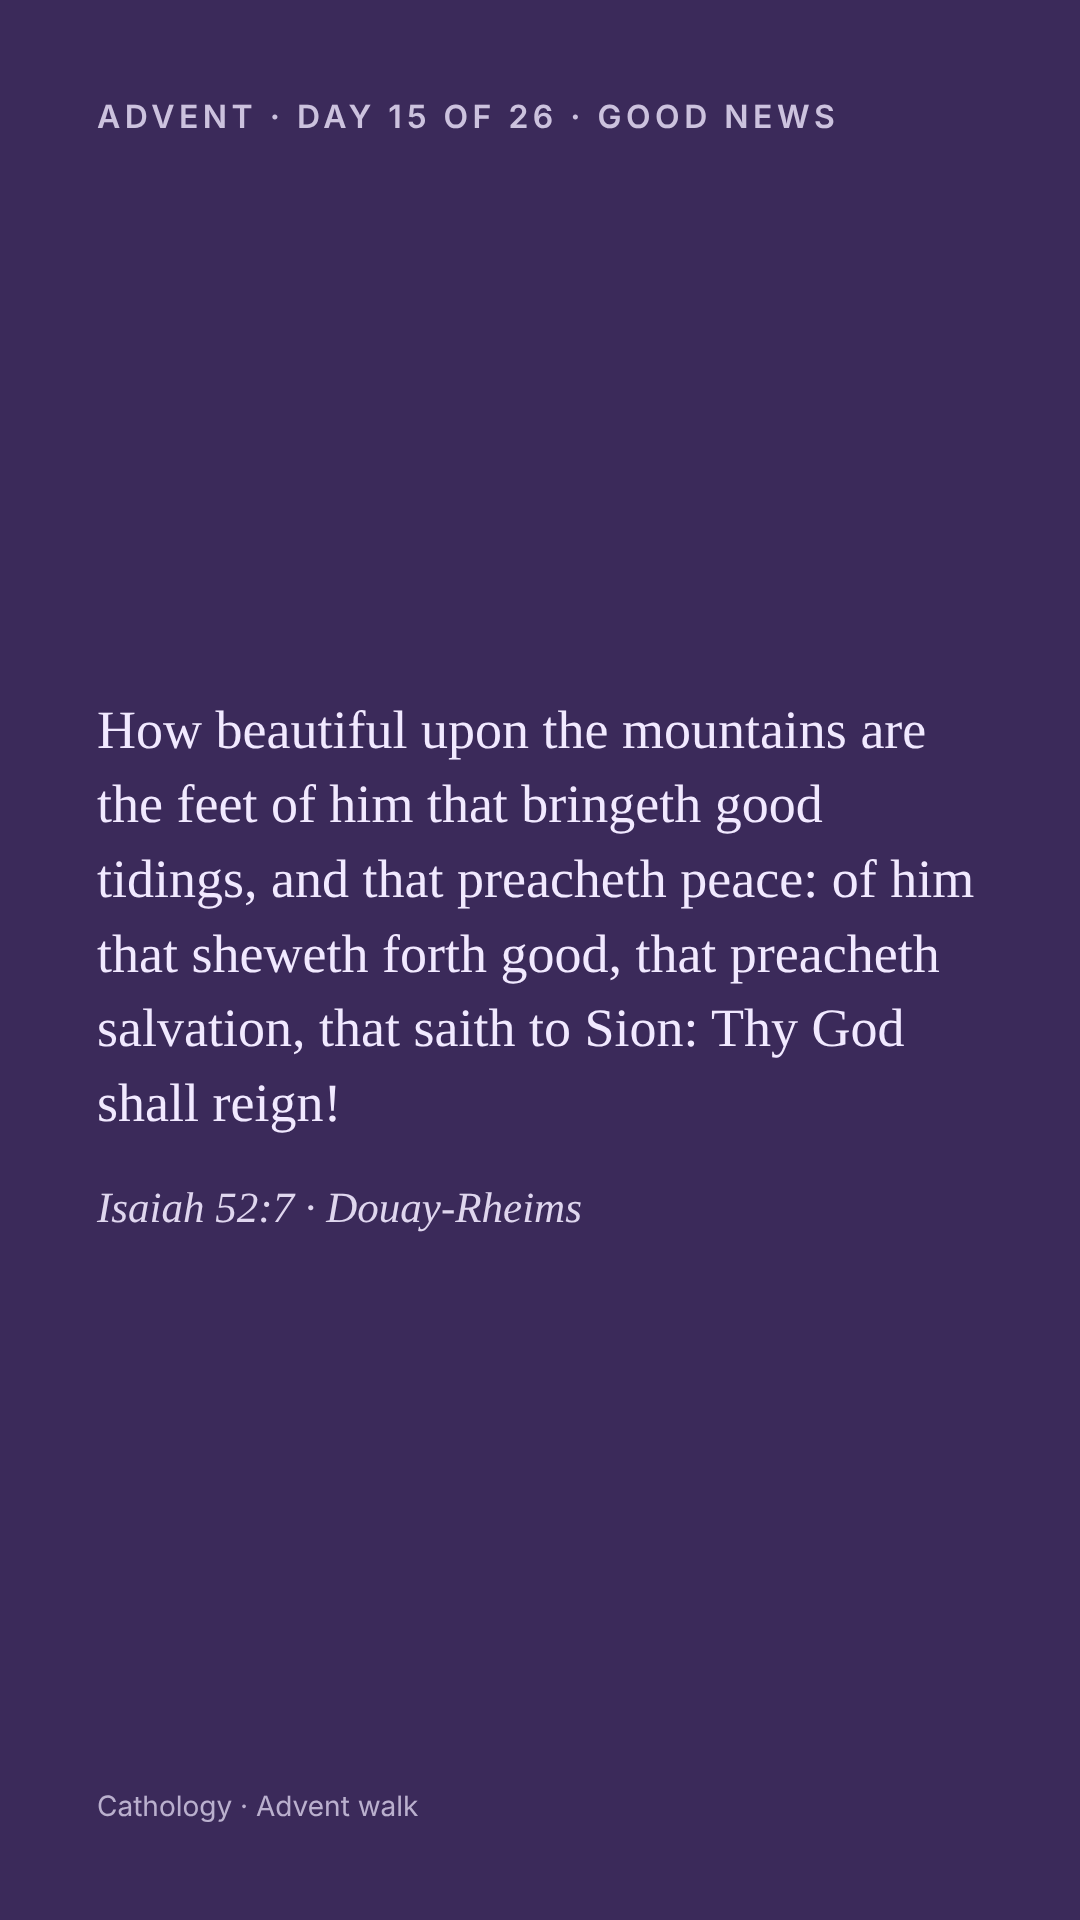 ADVENT · DAY 15 OF 26 · GOOD NEWS
How beautiful upon the mountains are
the feet of him that bringeth good
tidings, and that preacheth peace: of him
that sheweth forth good, that preacheth
salvation, that saith to Sion: Thy God
shall reign!
Isaiah 52:7 · Douay-Rheims
Cathology · Advent walk